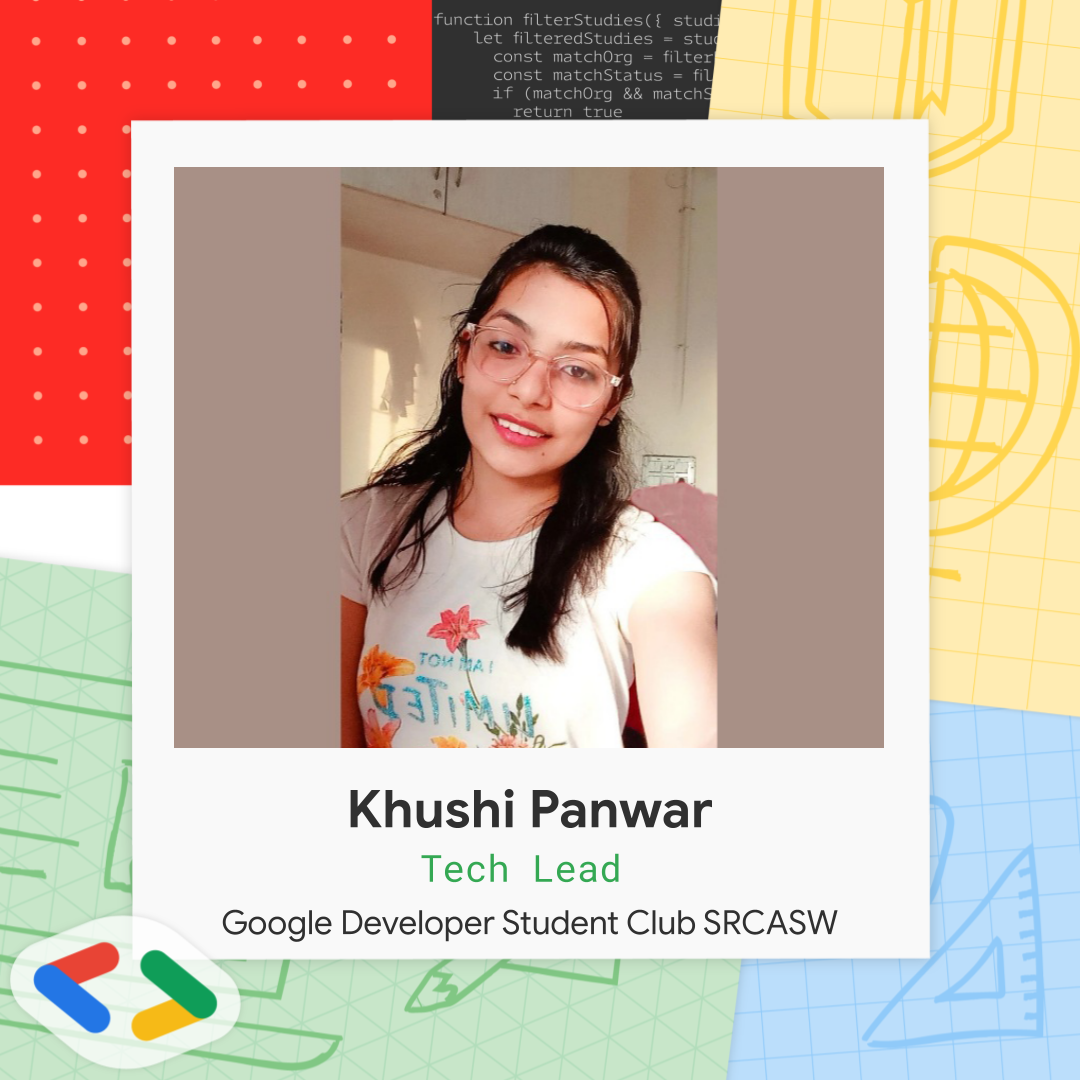 function filterStudies({ studi
let filteredStudies = stud
const matchOrg = filter
const matchStatus = fil
if (matchOrg && matchS
return true
I AM NOT
LIMITED
Khushi Panwar
Tech Lead
Google Developer Student Club SRCASW